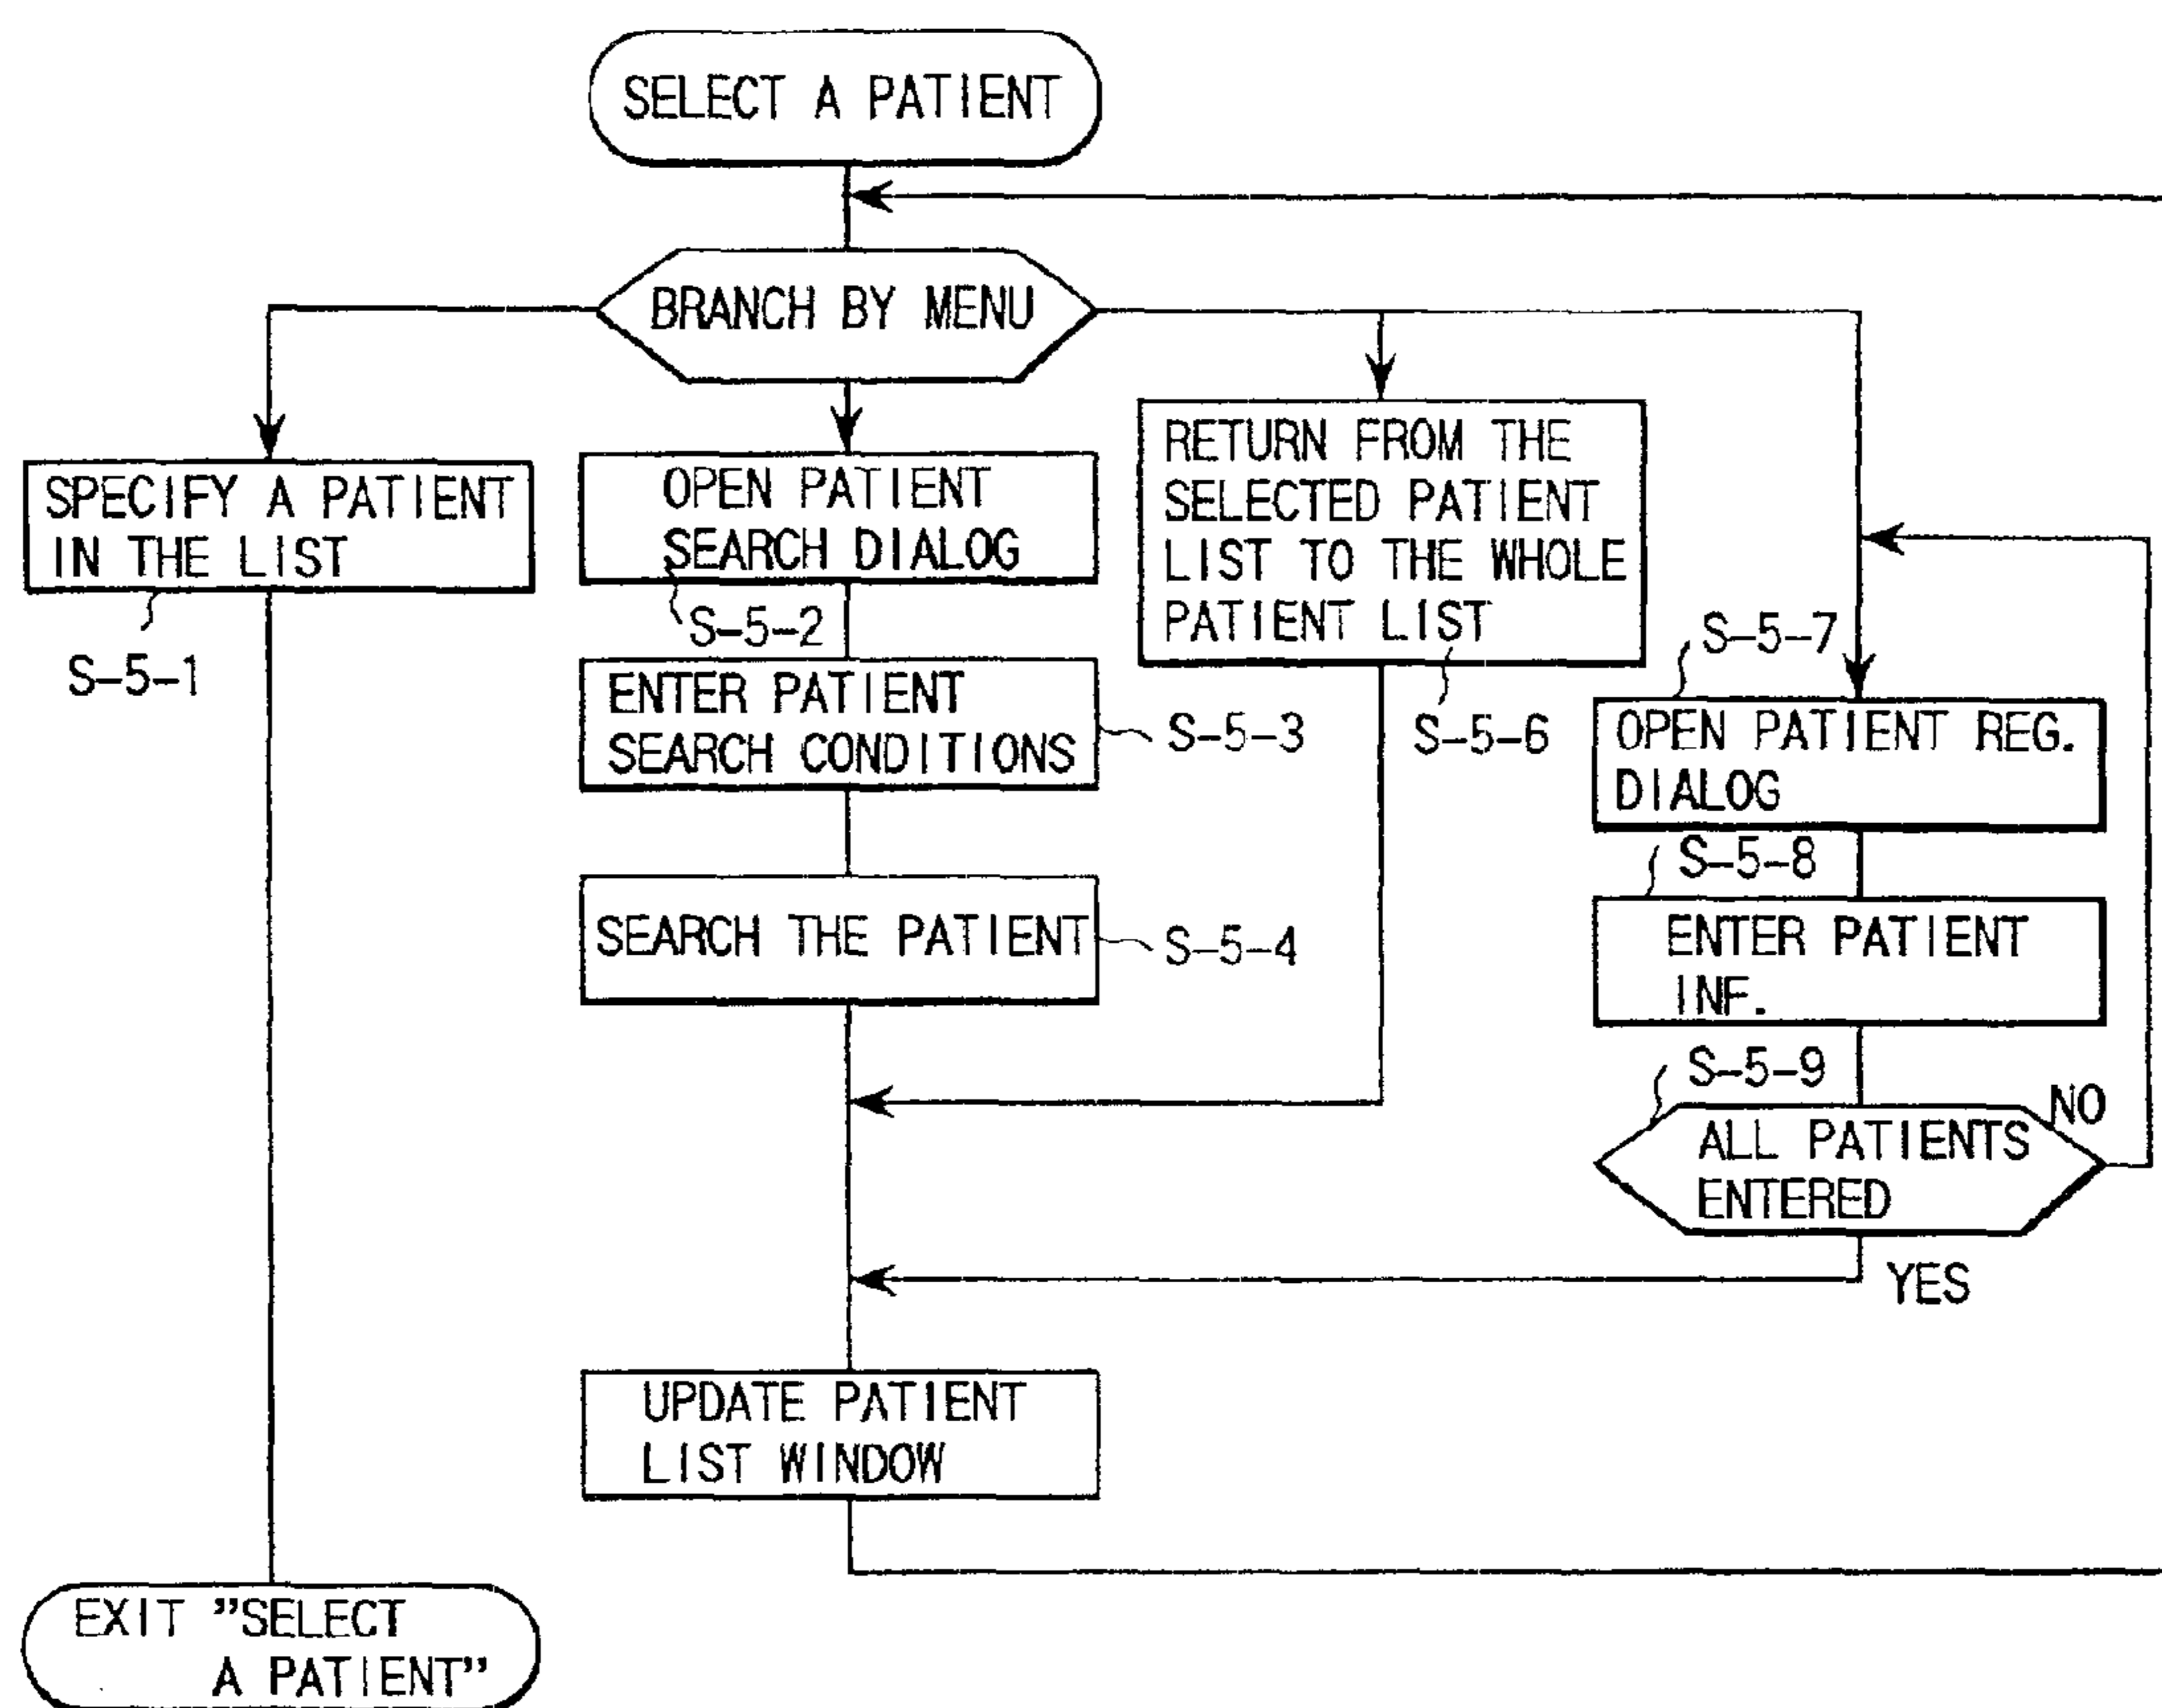 SELECT A PATIENT
BRANCH BY MENU
SPECIFY A PATIENT
IN THE LIST
S-5-1
OPEN PATIENT
SEARCH DIALOG
S-5-2
ENTER PATIENT
SEARCH CONDITIONS
S-5-3
SEARCH THE PATIENT
S-5-4
RETURN FROM THE
SELECTED PATIENT
LIST TO THE WHOLE
PATIENT LIST
S-5-6
S-5-7
OPEN PATIENT REG.
DIALOG
S-5-8
ENTER PATIENT
INF.
S-5-9
NO
ALL PATIENTS
ENTERED
YES
UPDATE PATIENT
LIST WINDOW
EXIT ”SELECT
A PATIENT”